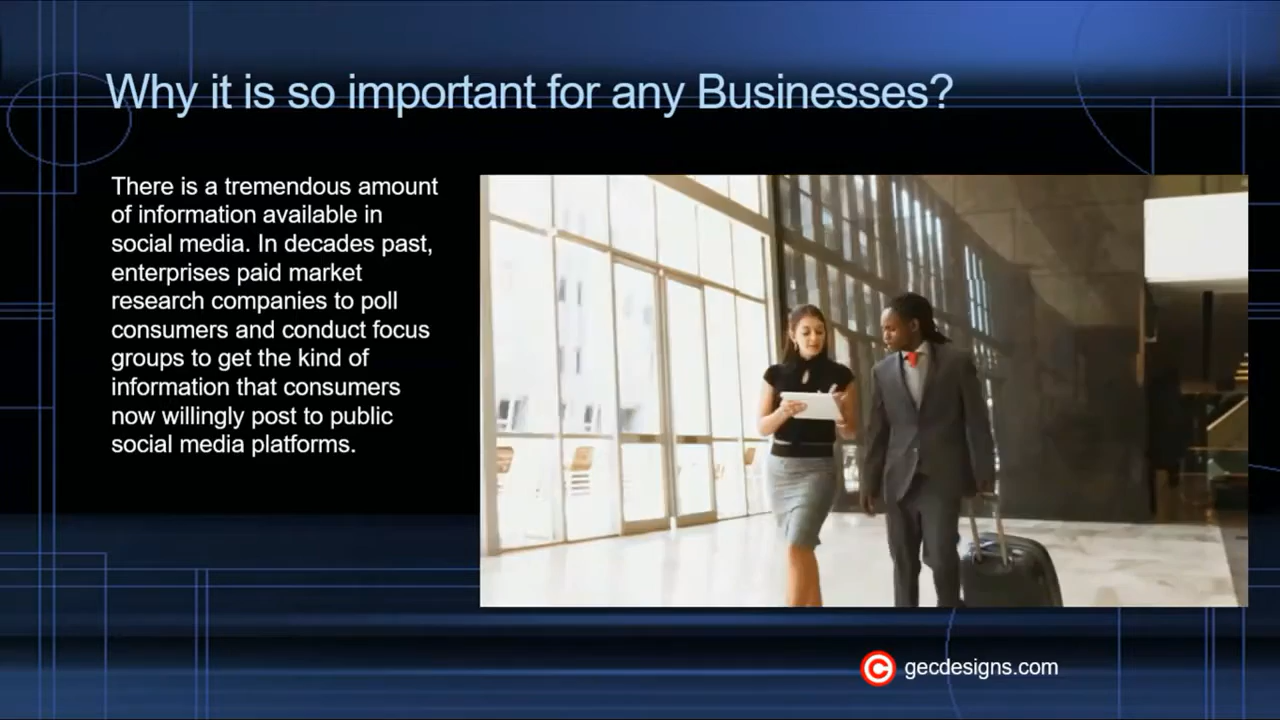 Why it is so important for any Businesses?
There is a tremendous amount
of information available in
social media. In decades past,
enterprises paid market
research companies to poll
consumers and conduct focus
groups to get the kind of
information that consumers
now willingly post to public
social media platforms.
© gecdesigns.com